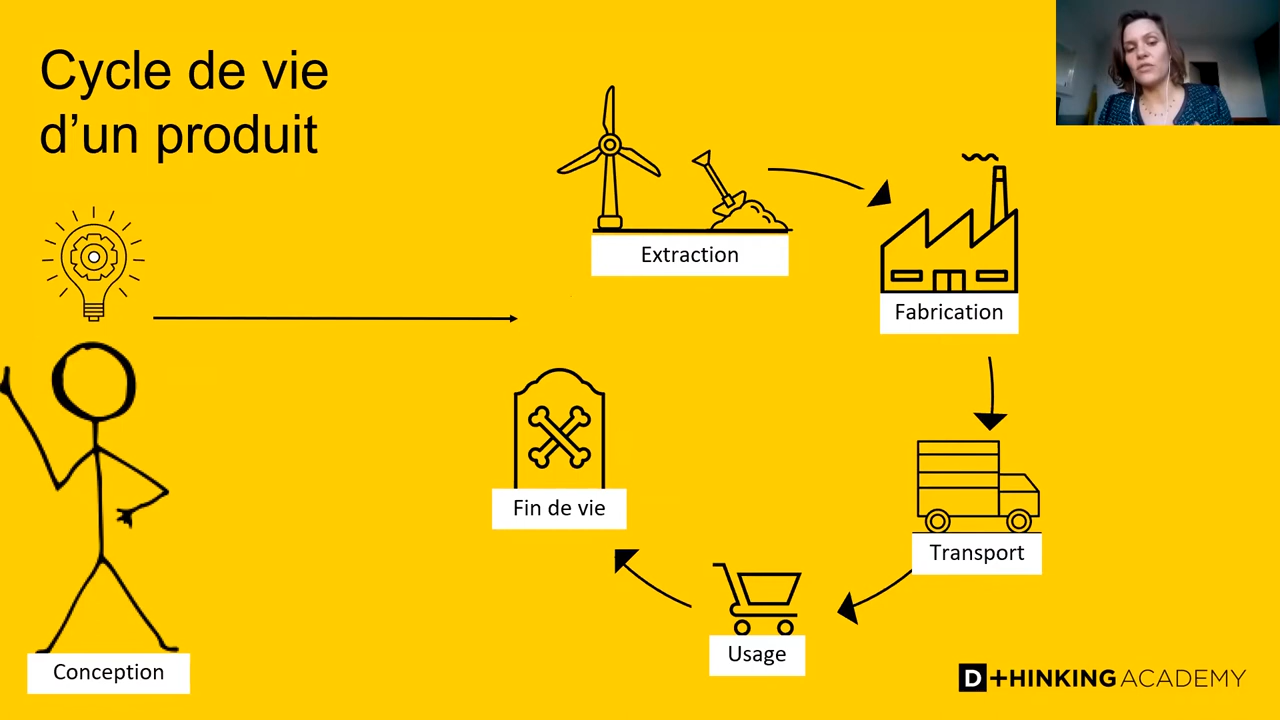 Cycle de vie
d’un produit
Extraction
Fabrication
Transport
Usage
Fin de vie
Conception
D+HINKING ACADEMY